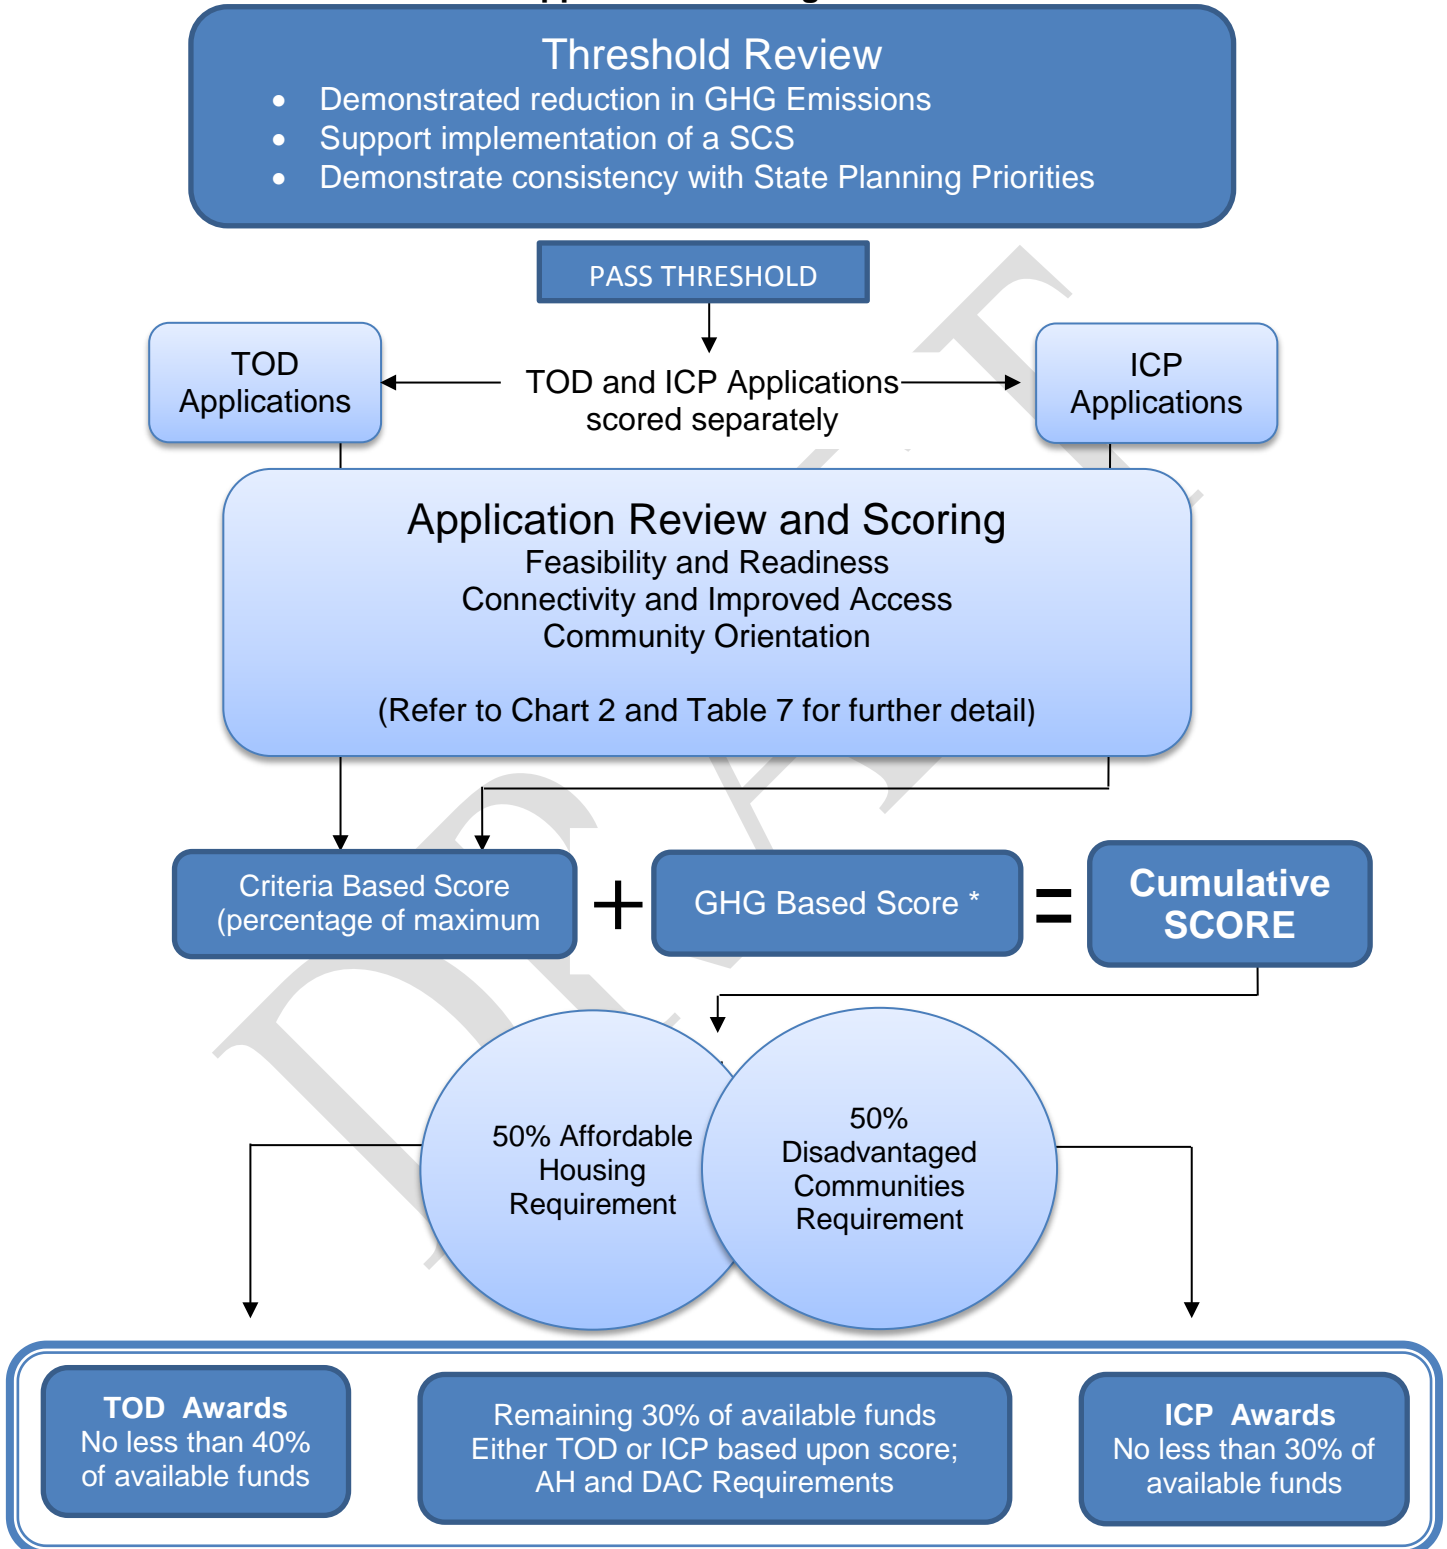 Threshold Review
• Demonstrated reduction in GHG Emissions
• Support implementation of a SCS
• Demonstrate consistency with State Planning Priorities
PASS THRESHOLD
TOD
Applications
TOD and ICP Applications
scored separately
ICP
Applications
Application Review and Scoring
Feasibility and Readiness
Connectivity and Improved Access
Community Orientation
(Refer to Chart 2 and Table 7 for further detail)
Criteria Based Score
(percentage of maximum
+
GHG Based Score *
=
Cumulative
SCORE
50% Affordable
Housing
Requirement
50%
Disadvantaged
Communities
Requirement
TOD Awards
No less than 40%
of available funds
Remaining 30% of available funds
Either TOD or ICP based upon score;
AH and DAC Requirements
ICP Awards
No less than 30% of
available funds
DRAFT